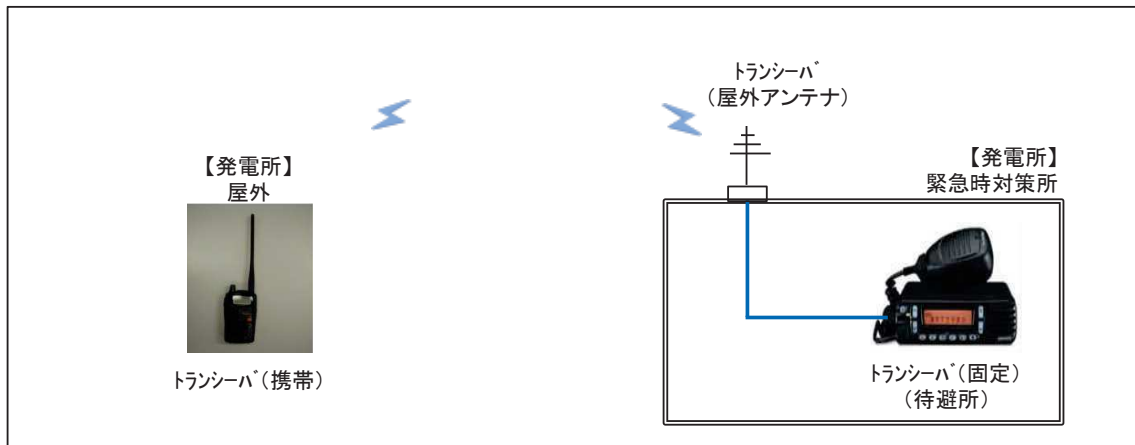 トランシーバ
（屋外アンテナ）
【発電所】
屋外
【発電所】
緊急時対策所
トランシーバ（携帯）
トランシーバ（固定）
（待避所）